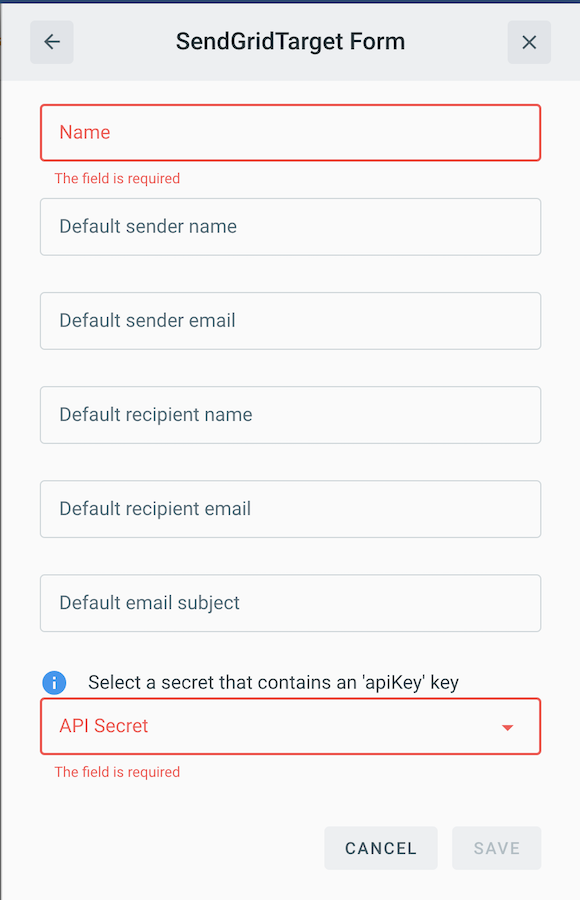 SendGridTarget Form
Name
The field is required
Default sender name
Default sender email
Default recipient name
Default recipient email
Default email subject
Select a secret that contains an 'apiKey' key
API Secret
The field is required
CANCEL SAVE